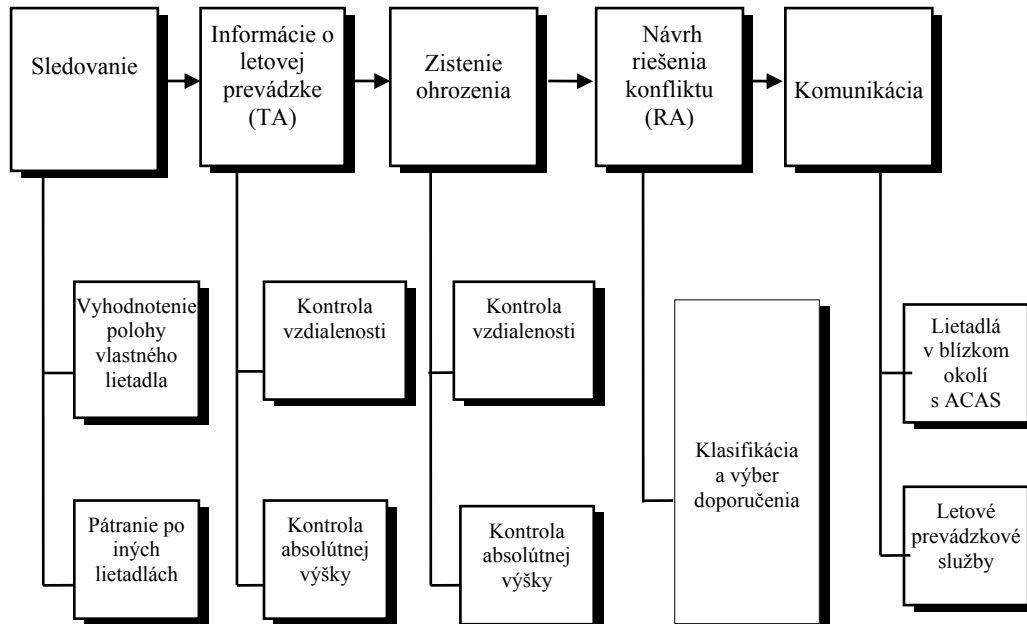 Sledovanie
Informácie o
letovej
prevádzke
(TA)
Zistenie
ohrozenia
Návrh
riešenia
konfliktu
(RA)
Komunikácia
Vyhodnotenie
polohy
vlastného
lietadla
Kontrola
vzdialenosti
Kontrola
vzdialenosti
Klasifikácia
a výber
doporučenia
Lietadlá
v blízkom
okolí
s ACAS
Pátranie po
iných
lietadlách
Kontrola
absolútnej
výšky
Kontrola
absolútnej
výšky
Letové
prevádzkové
služby